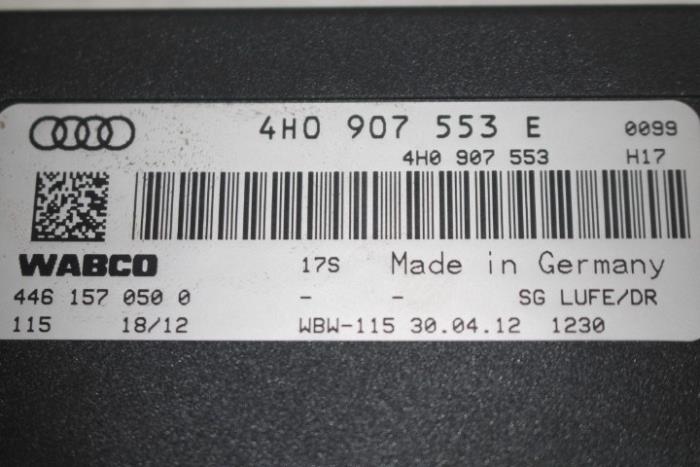 4H0 907 553 E 0099
4H0 907 553 H17
WABCO 17S Made in Germany
446 157 050 0 - - SG LUFE/DR
115 18/12 WBW-115 30.04.12 1230